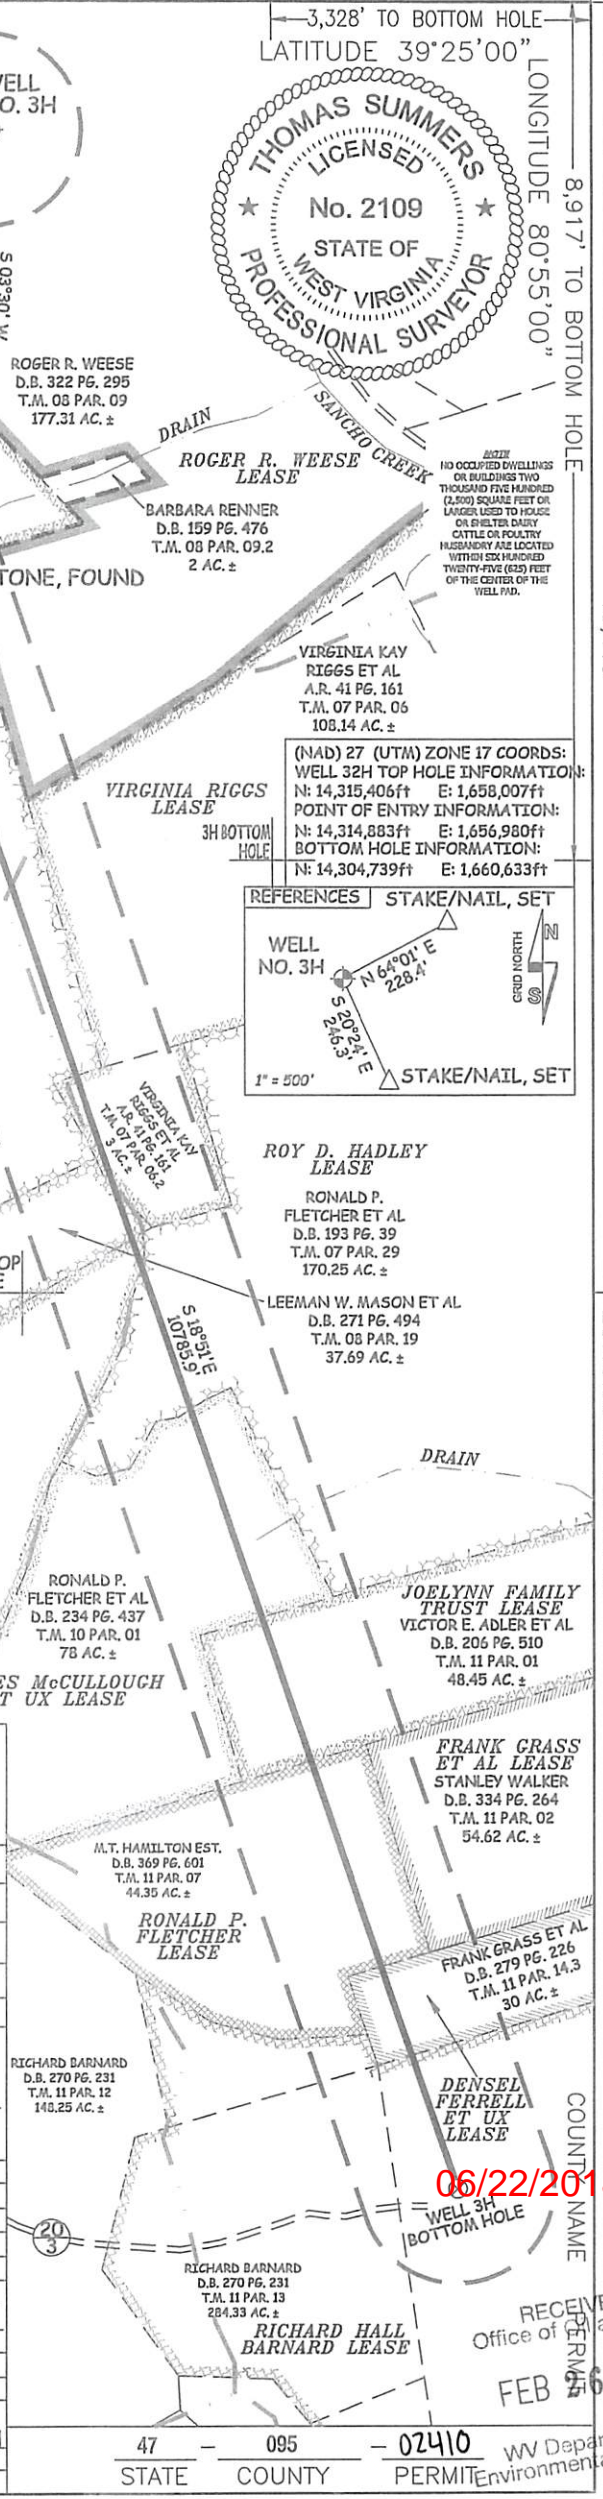 3,328' TO BOTTOM HOLE
LATITUDE 39°25'00"
LONGITUDE 80°55'00"
8,917' TO BOTTOM HOLE
THOMAS SUMMERS
LICENSED
No. 2109
STATE OF
WEST VIRGINIA
PROFESSIONAL SURVEYOR
O. 3H
S 03°30' W
ROGER R. WEESE
D.B. 322 PG. 295
T.M. 08 PAR. 09
177.31 AC. ±
DRAIN
SANCHO CREEK
ROGER R. WEESE
LEASE
BARBARA RENNER
D.B. 159 PG. 476
T.M. 08 PAR. 09.2
2 AC. ±
TONE, FOUND
NOTE
NO OCCUPIED DWELLINGS
OR BUILDINGS TWO
THOUSAND FIVE HUNDRED
(2,500) SQUARE FEET OR
LARGER USED TO HOUSE
OR SHELTER DAIRY
CATTLE OR POULTRY
HUSBANDRY ARE LOCATED
WITHIN SIX HUNDRED
TWENTY-FIVE (625) FEET
OF THE CENTER OF THE
WELL PAD.
VIRGINIA KAY
RIGGS ET AL
A.R. 41 PG. 161
T.M. 07 PAR. 06
108.14 AC. ±
(NAD) 27 (UTM) ZONE 17 COORDS:
WELL 32H TOP HOLE INFORMATION:
N: 14,315,406ft E: 1,658,007ft
POINT OF ENTRY INFORMATION:
N: 14,314,883ft E: 1,656,980ft
BOTTOM HOLE INFORMATION:
N: 14,304,739ft E: 1,660,633ft
VIRGINIA RIGGS
LEASE
3H BOTTOM
HOLE
REFERENCES
STAKE/NAIL, SET
WELL
NO. 3H
N 64°01' E
228.4'
S 20°24' E
246.3'
GRID NORTH
N
S
1" = 500'
STAKE/NAIL, SET
VIRGINIA KAY
RIGGS ET AL
A.R. 41 PG. 161
T.M. 07 PAR. 06.2
3 AC. ±
ROY D. HADLEY
LEASE
RONALD P.
FLETCHER ET AL
D.B. 193 PG. 39
T.M. 07 PAR. 29
170.25 AC. ±
OP
LEEMAN W. MASON ET AL
D.B. 271 PG. 494
T.M. 08 PAR. 19
37.69 AC. ±
S 18°51' E
10785.9'
DRAIN
RONALD P.
FLETCHER ET AL
D.B. 234 PG. 437
T.M. 10 PAR. 01
78 AC. ±
ES McCULLOUGH
T UX LEASE
JOELYNN FAMILY
TRUST LEASE
VICTOR E. ADLER ET AL
D.B. 206 PG. 510
T.M. 11 PAR. 01
48.45 AC. ±
FRANK GRASS
ET AL LEASE
STANLEY WALKER
D.B. 334 PG. 264
T.M. 11 PAR. 02
54.62 AC. ±
M.T. HAMILTON EST.
D.B. 369 PG. 601
T.M. 11 PAR. 07
44.35 AC. ±
RONALD P.
FLETCHER
LEASE
FRANK GRASS ET AL
D.B. 279 PG. 226
T.M. 11 PAR. 14.3
30 AC. ±
RICHARD BARNARD
D.B. 270 PG. 231
T.M. 11 PAR. 12
148.25 AC. ±
DENSEL
FERRELL
ET UX
LEASE
COUNTY NAME
PERMIT
06/22/201
WELL 3H
BOTTOM HOLE
20
3
RICHARD BARNARD
D.B. 270 PG. 231
T.M. 11 PAR. 13
284.33 AC. ±
RICHARD HALL
BARNARD LEASE
RECEIVE
Office of
FEB 26
47 – 095 – 02410
STATE COUNTY PERMIT
WV Depar
Environmenta